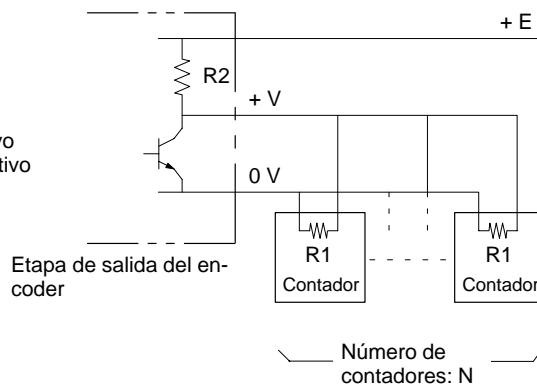 + E
R2
+ V
vo
tivo
0 V
R1
Contador
R1
Contador
Etapa de salida del en-
coder
Número de
contadores: N